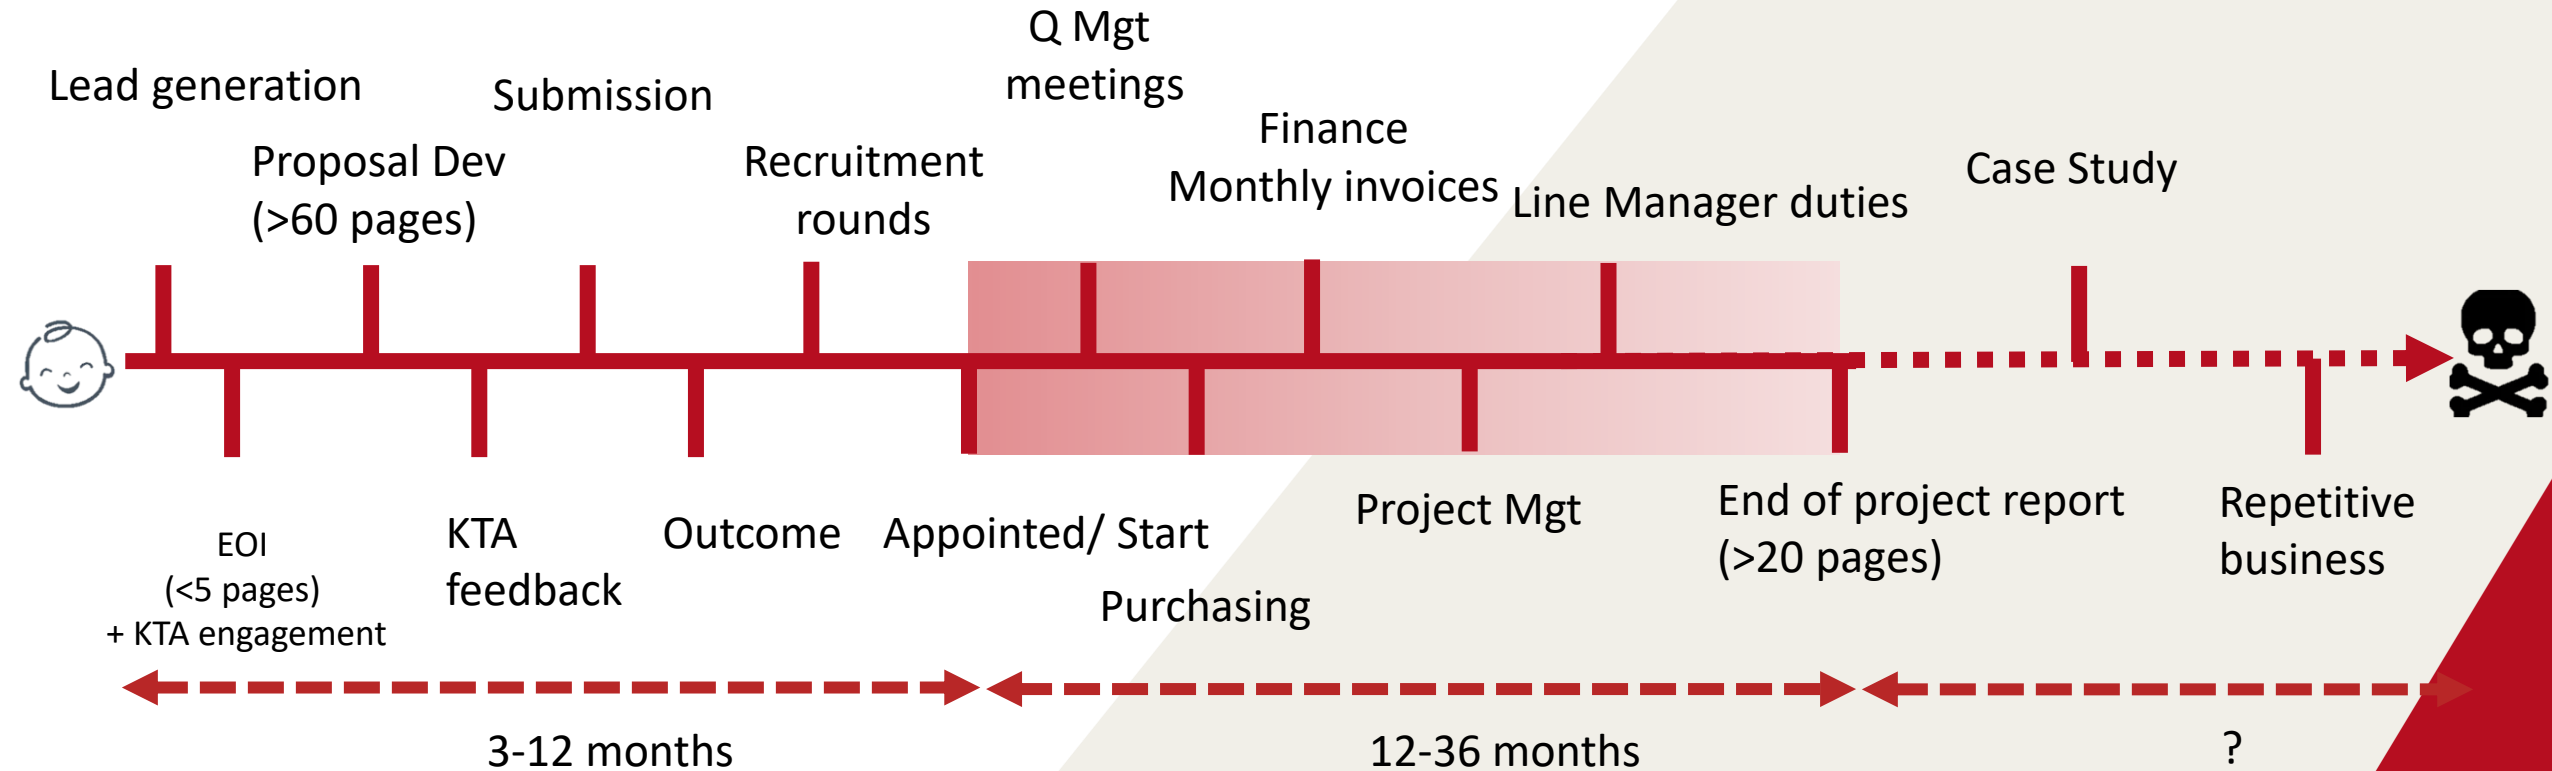 Lead generation
Proposal Dev
(>60 pages)
Submission
Recruitment
rounds
Q Mgt
meetings
Finance
Monthly invoices
Line Manager duties
Case Study
EOI
(<5 pages)
+ KTA engagement
KTA
feedback
Outcome
Appointed/ Start
Purchasing
Project Mgt
End of project report
(>20 pages)
Repetitive
business
3-12 months
12-36 months
?